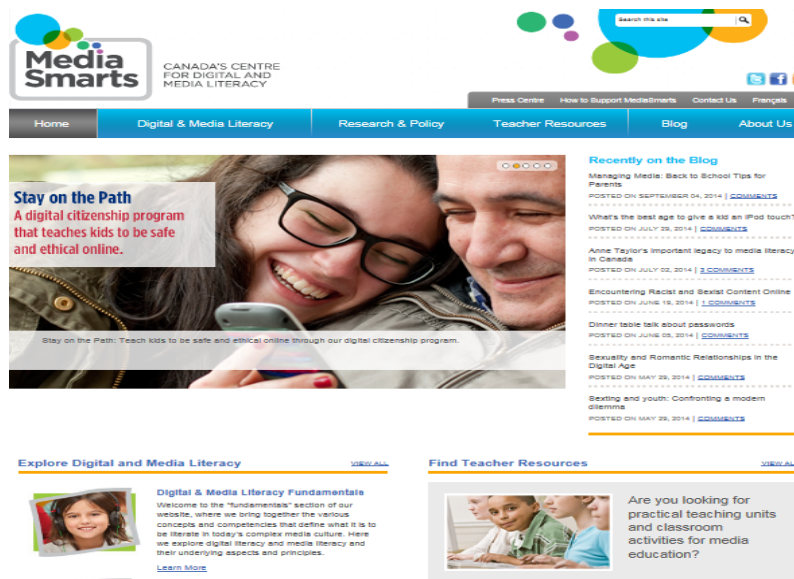 Search this site
Media
Smarts
CANADA'S CENTRE
FOR DIGITAL AND
MEDIA LITERACY
Press Centre How to Support MediaSmarts Contact Us Français
Home Digital & Media Literacy Research & Policy Teacher Resources Blog About Us
Stay on the Path
A digital citizenship program
that teaches kids to be safe
and ethical online.
Stay on the Path: Teach kids to be safe and ethical online through our digital citizenship program.
Recently on the Blog
Managing Media: Back to School Tips for
Parents
POSTED ON SEPTEMBER 04, 2014 | COMMENTS
What's the best age to give a kid an iPod touch?
POSTED ON JULY 29, 2014 | COMMENTS
Anne Taylor's important legacy to media literacy
in Canada
POSTED ON JULY 02, 2014 | 3 COMMENTS
Encountering Racist and Sexist Content Online
POSTED ON JUNE 19, 2014 | 1 COMMENTS
Dinner table talk about passwords
POSTED ON JUNE 05, 2014 | COMMENTS
Sexuality and Romantic Relationships in the
Digital Age
POSTED ON MAY 29, 2014 | COMMENTS
Sexting and youth: Confronting a modern
dilemma
POSTED ON MAY 29, 2014 | COMMENTS
Explore Digital and Media Literacy VIEW ALL
Digital & Media Literacy Fundamentals
Welcome to the "fundamentals" section of our
website, where we bring together the various
concepts and competencies that define what it is to
be literate in today's complex media culture. Here
we explore digital literacy and media literacy and
their underlying aspects and principles.
Learn More
Find Teacher Resources VIEW AL
Are you looking for
practical teaching units
and classroom
activities for media
education?